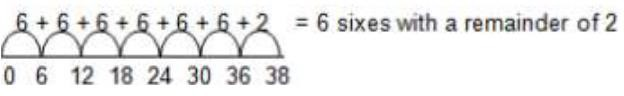 6 + 6 + 6 + 6 + 6 + 6 + 2 = 6 sixes with a remainder of 2
0 6 12 18 24 30 36 38